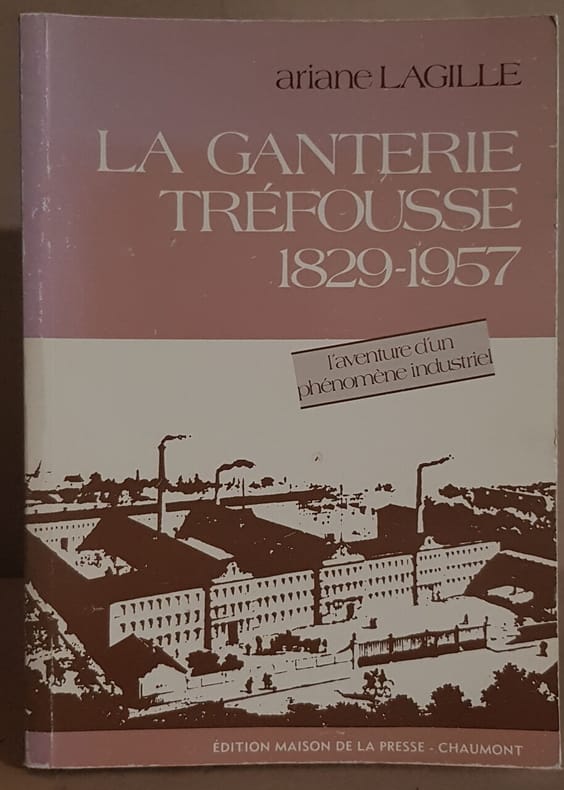 ariane LAGILLE
LA GANTERIE
TRÉFOUSSE
1829-1957
l'aventure d'un
phénomène industriel
ÉDITION MAISON DE LA PRESSE - CHAUMONT